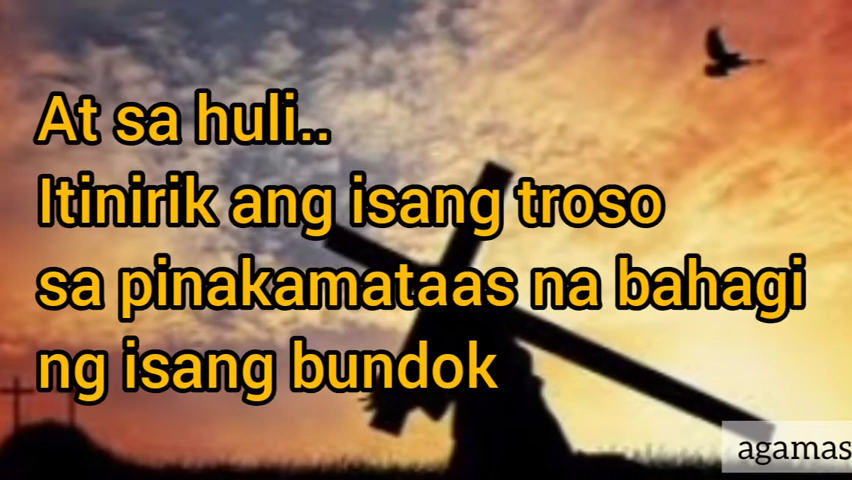 At sa huli..
Itinirik ang isang troso
sa pinakamataas na bahagi
ng isang bundok
agamas